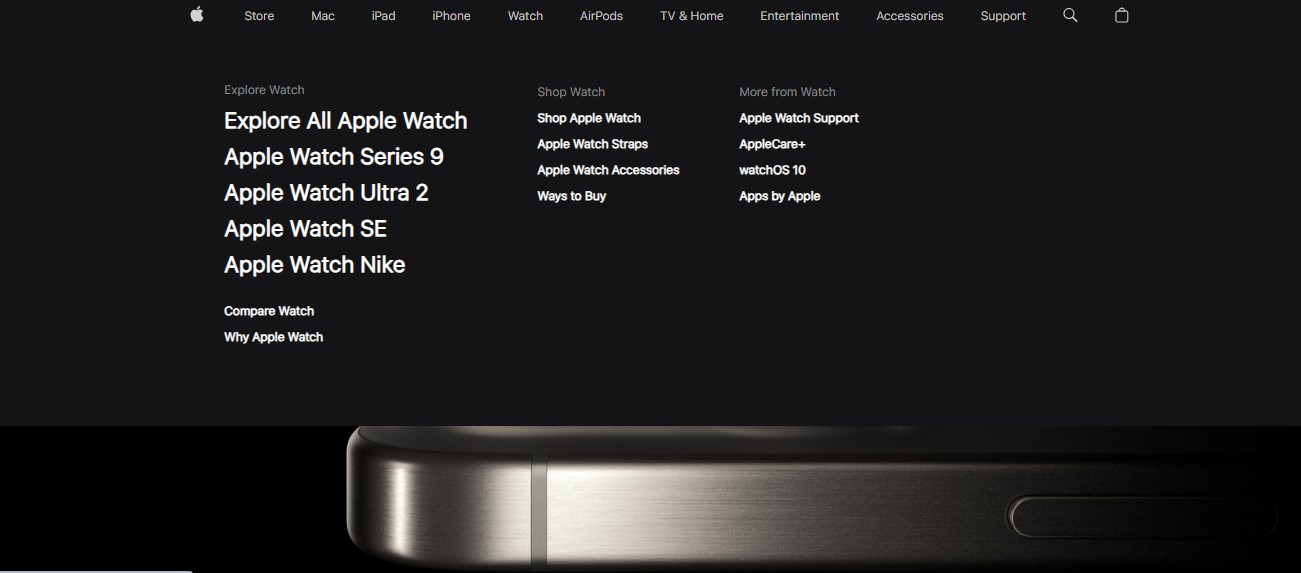 Store
Mac
iPad
iPhone
Watch
AirPods
TV & Home
Entertainment
Accessories
Support
Explore Watch
Explore All Apple Watch
Apple Watch Series 9
Apple Watch Ultra 2
Apple Watch SE
Apple Watch Nike
Compare Watch
Why Apple Watch
Shop Watch
Shop Apple Watch
Apple Watch Straps
Apple Watch Accessories
Ways to Buy
More from Watch
Apple Watch Support
AppleCare+
watchOS 10
Apps by Apple